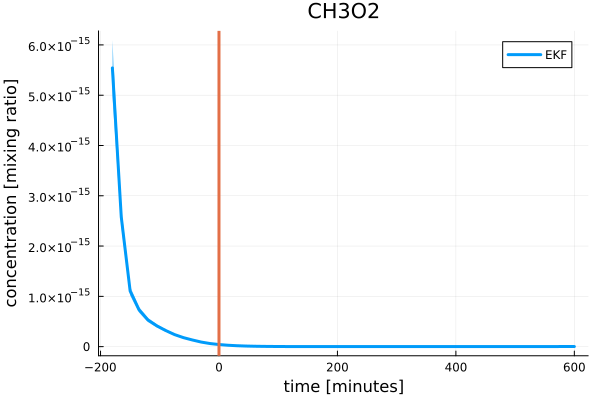 CH3O2
EKF
6.0×10⁻¹⁵
5.0×10⁻¹⁵
4.0×10⁻¹⁵
3.0×10⁻¹⁵
2.0×10⁻¹⁵
1.0×10⁻¹⁵
0
concentration [mixing ratio]
−200 0 200 400 600
time [minutes]